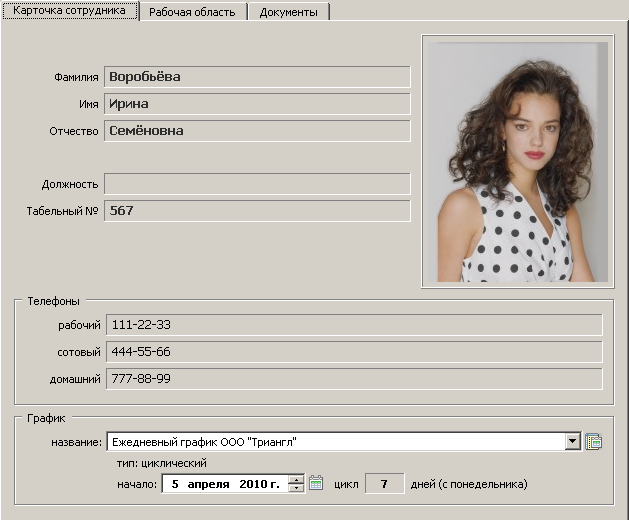 Карточка сотрудника Рабочая область Документы
Фамилия Воробьёва
Имя Ирина
Отчество Семёновна
Должность
Табельный № 567
Телефоны
рабочий 111-22-33
сотовый 444-55-66
домашний 777-88-99
График
название: Ежедневный график ООО "Триангл"
тип: циклический
начало: 5 апреля 2010 г. цикл 7 дней (с понедельника)